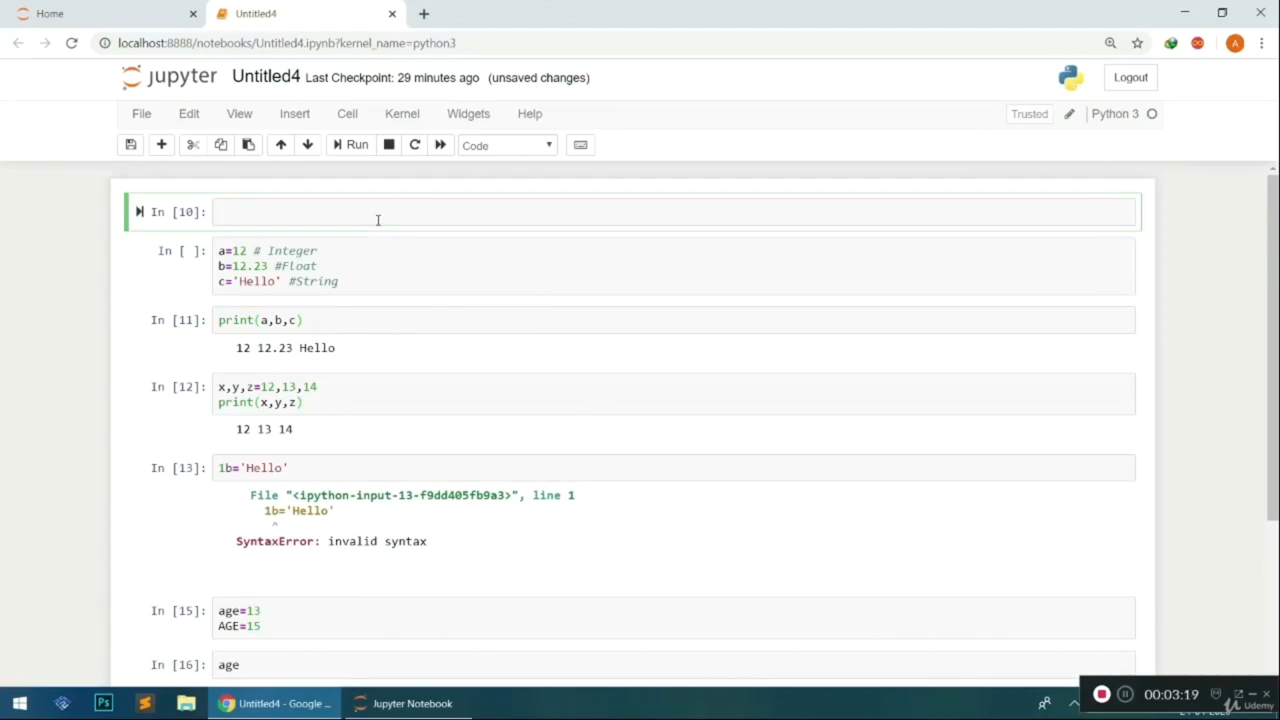 Home
Untitled4
localhost:8888/notebooks/Untitled4.ipynb?kernel_name=python3
A
jupyter Untitled4 Last Checkpoint: 29 minutes ago (unsaved changes)
Logout
File Edit View Insert Cell Kernel Widgets Help
Trusted
Python 3
Run
Code
In [10]:
In [ ]: a=12 # Integer
b=12.23 #Float
c='Hello' #String
In [11]: print(a,b,c)
12 12.23 Hello
In [12]: x,y,z=12,13,14
print(x,y,z)
12 13 14
In [13]: 1b='Hello'
File "<ipython-input-13-f9dd405fb9a3>", line 1
1b='Hello'
^
SyntaxError: invalid syntax
In [15]: age=13
AGE=15
In [16]: age
Ps
Untitled4 - Google ...
Jupyter Notebook
00:03:19
Udemy